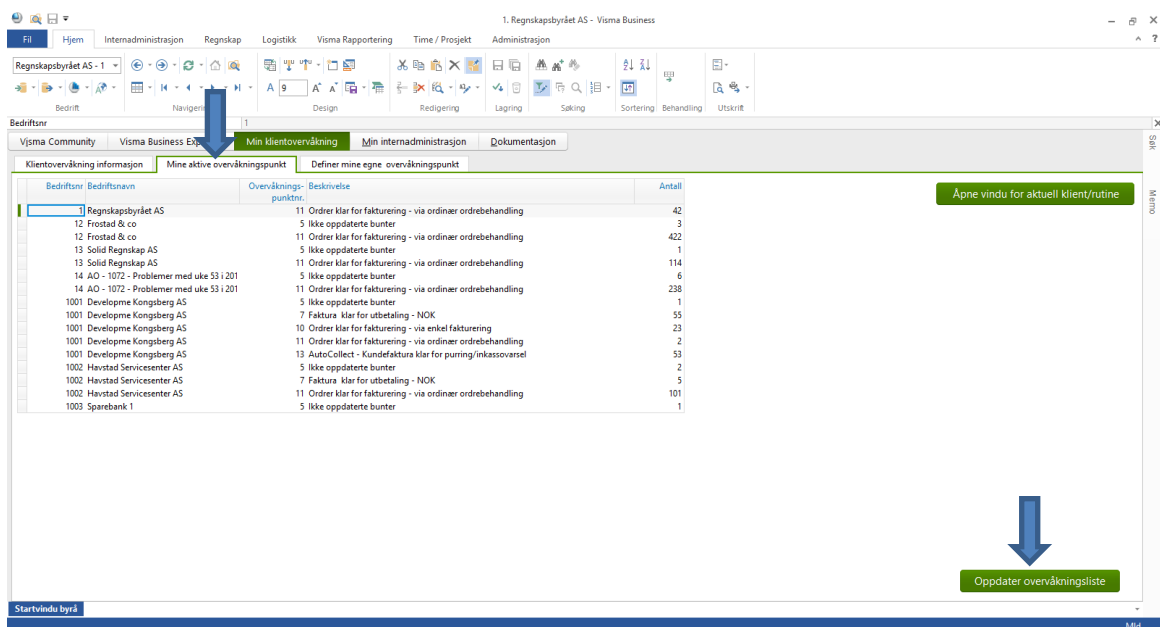 1. Regnskapsbyrået AS - Visma Business
Fil Hjem Internadministrasjon Regnskap Logistikk Visma Rapportering Time / Prosjekt Administrasjon
Regnskapsbyrået AS - 1
A 9
Bedrift Design Redigering Lagring Søking Sortering Behandling Utskrift
Bedriftsnr 1
Visma Community Visma Business Min klientovervåkning Min internadministrasjon Dokumentasjon
Søk
Klientovervåkning informasjon Mine aktive overvåkningspunkt Definer mine egne overvåkningspunkt
Bedriftsnr Bedriftsnavn Overvåknings- Beskrivelse Antall
punktnr.
Åpne vindu for aktuell klient/rutine
Memo
1 Regnskapsbyrået AS 11 Ordrer klar for fakturering - via ordinær ordrebehandling 42
12 Frostad & co 5 Ikke oppdaterte bunter 3
12 Frostad & co 11 Ordrer klar for fakturering - via ordinær ordrebehandling 422
13 Solid Regnskap AS 5 Ikke oppdaterte bunter 1
13 Solid Regnskap AS 11 Ordrer klar for fakturering - via ordinær ordrebehandling 114
14 AO - 1072 - Problemer med uke 53 i 201 5 Ikke oppdaterte bunter 6
14 AO - 1072 - Problemer med uke 53 i 201 11 Ordrer klar for fakturering - via ordinær ordrebehandling 238
1001 Developme Kongsberg AS 5 Ikke oppdaterte bunter 1
1001 Developme Kongsberg AS 7 Faktura klar for utbetaling - NOK 55
1001 Developme Kongsberg AS 10 Ordrer klar for fakturering - via enkel fakturering 23
1001 Developme Kongsberg AS 11 Ordrer klar for fakturering - via ordinær ordrebehandling 2
1001 Developme Kongsberg AS 13 AutoCollect - Kundefaktura klar for purring/inkassovarsel 53
1002 Havstad Servicesenter AS 5 Ikke oppdaterte bunter 2
1002 Havstad Servicesenter AS 7 Faktura klar for utbetaling - NOK 5
1002 Havstad Servicesenter AS 11 Ordrer klar for fakturering - via ordinær ordrebehandling 101
1003 Sparebank 1 5 Ikke oppdaterte bunter 1
Oppdater overvåkningsliste
Startvindu byrå
Mld